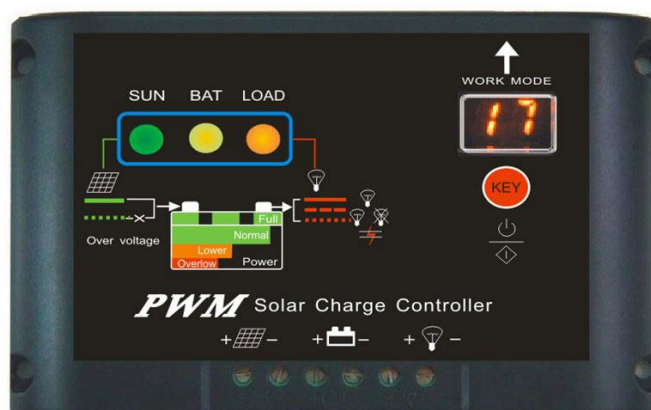 WORK MODE
17
SUN BAT LOAD
KEY
Over voltage
Full
Normal
Lower
Overlow Power
PWM Solar Charge Controller
+ - + - + -